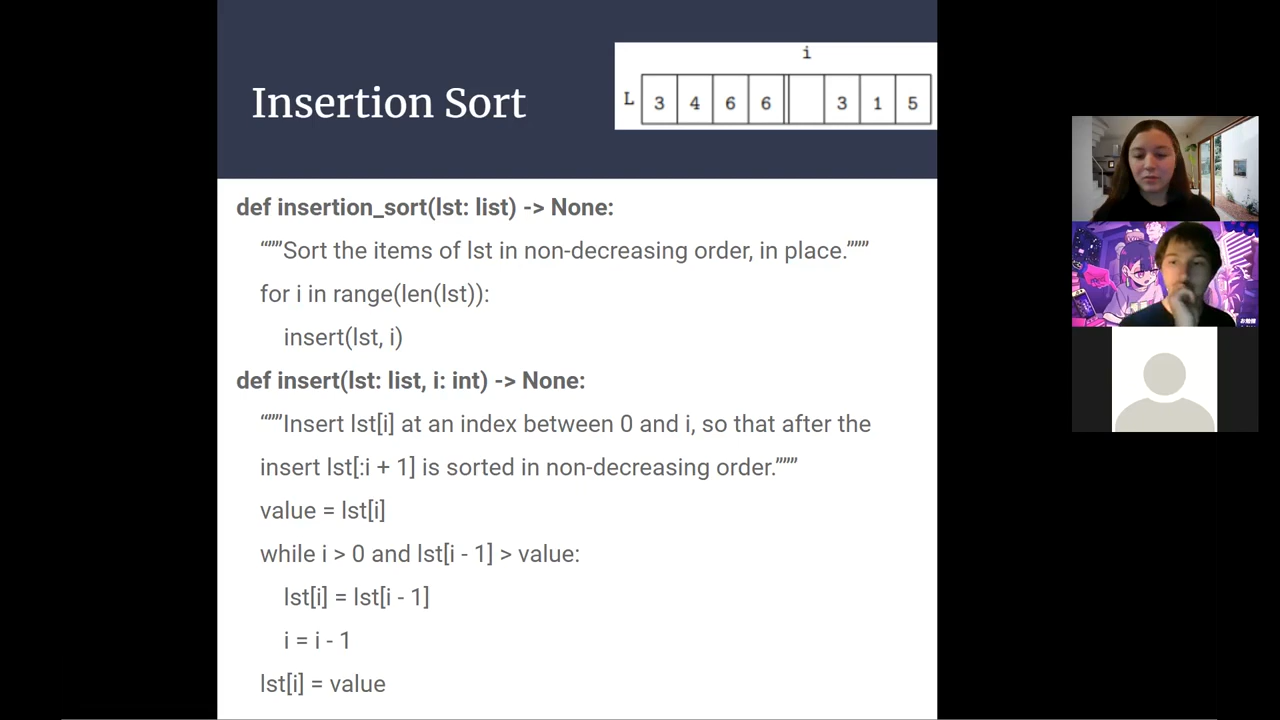 Insertion Sort
i
L 3 4 6 6 3 1 5
def insertion_sort(lst: list) -> None:
“””Sort the items of lst in non-decreasing order, in place.”””
for i in range(len(lst)):
insert(lst, i)
def insert(lst: list, i: int) -> None:
“””Insert lst[i] at an index between 0 and i, so that after the
insert lst[:i + 1] is sorted in non-decreasing order.”””
value = lst[i]
while i > 0 and lst[i - 1] > value:
lst[i] = lst[i - 1]
i = i - 1
lst[i] = value